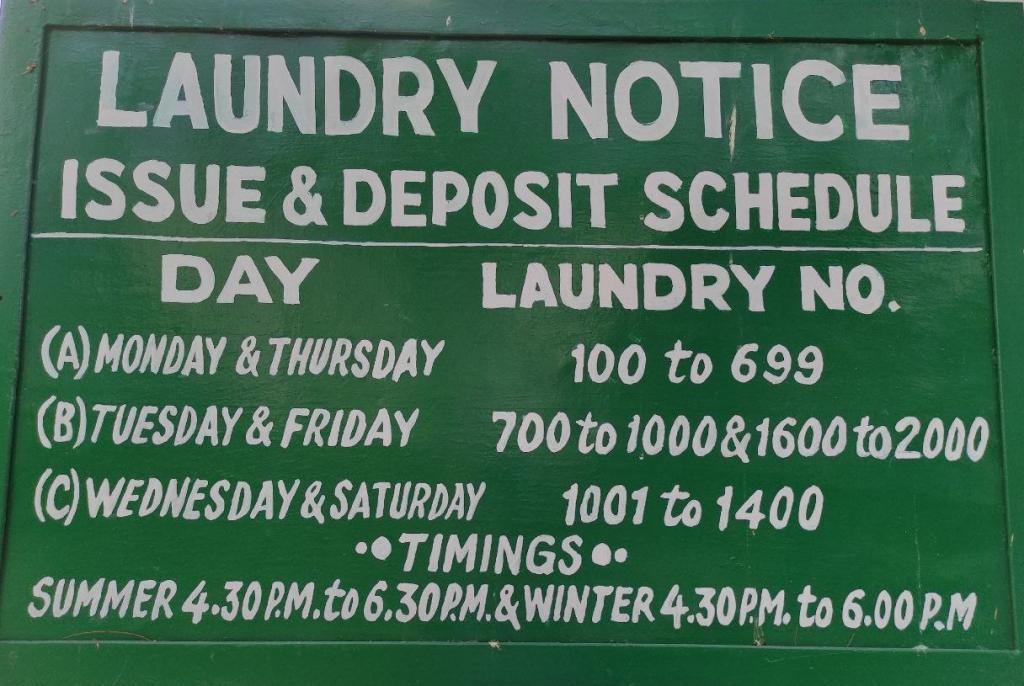 LAUNDRY NOTICE
ISSUE & DEPOSIT SCHEDULE
DAY LAUNDRY NO.
(A) MONDAY & THURSDAY 100 to 699
(B) TUESDAY & FRIDAY 700 to 1000 & 1600 to 2000
(C) WEDNESDAY & SATURDAY 1001 to 1400
••TIMINGS••
SUMMER 4.30 P.M. to 6.30 P.M. & WINTER 4.30 P.M. to 6.00 P.M